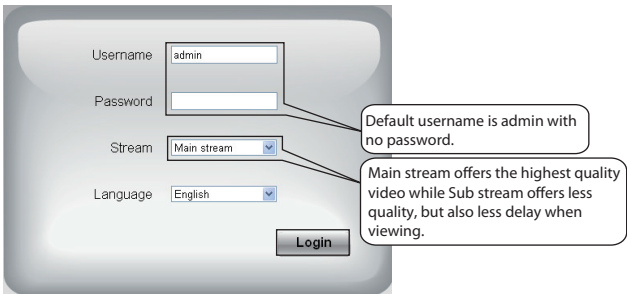 Username admin
Password
Default username is admin with
no password.
Stream Main stream
Main stream offers the highest quality
video while Sub stream offers less
quality, but also less delay when
viewing.
Language English
Login